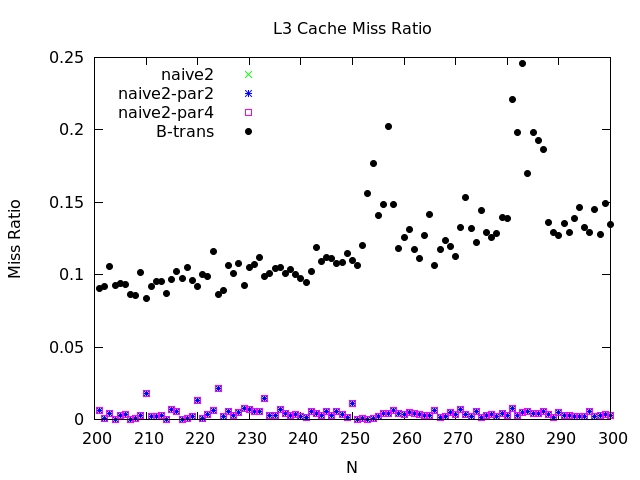 L3 Cache Miss Ratio
0.25
naive2
naive2-par2
0.2
naive2-par4
B-trans
0.15
Miss Ratio
0.1
0.05
0
200 210 220 230 240 250 260 270 280 290 300
N